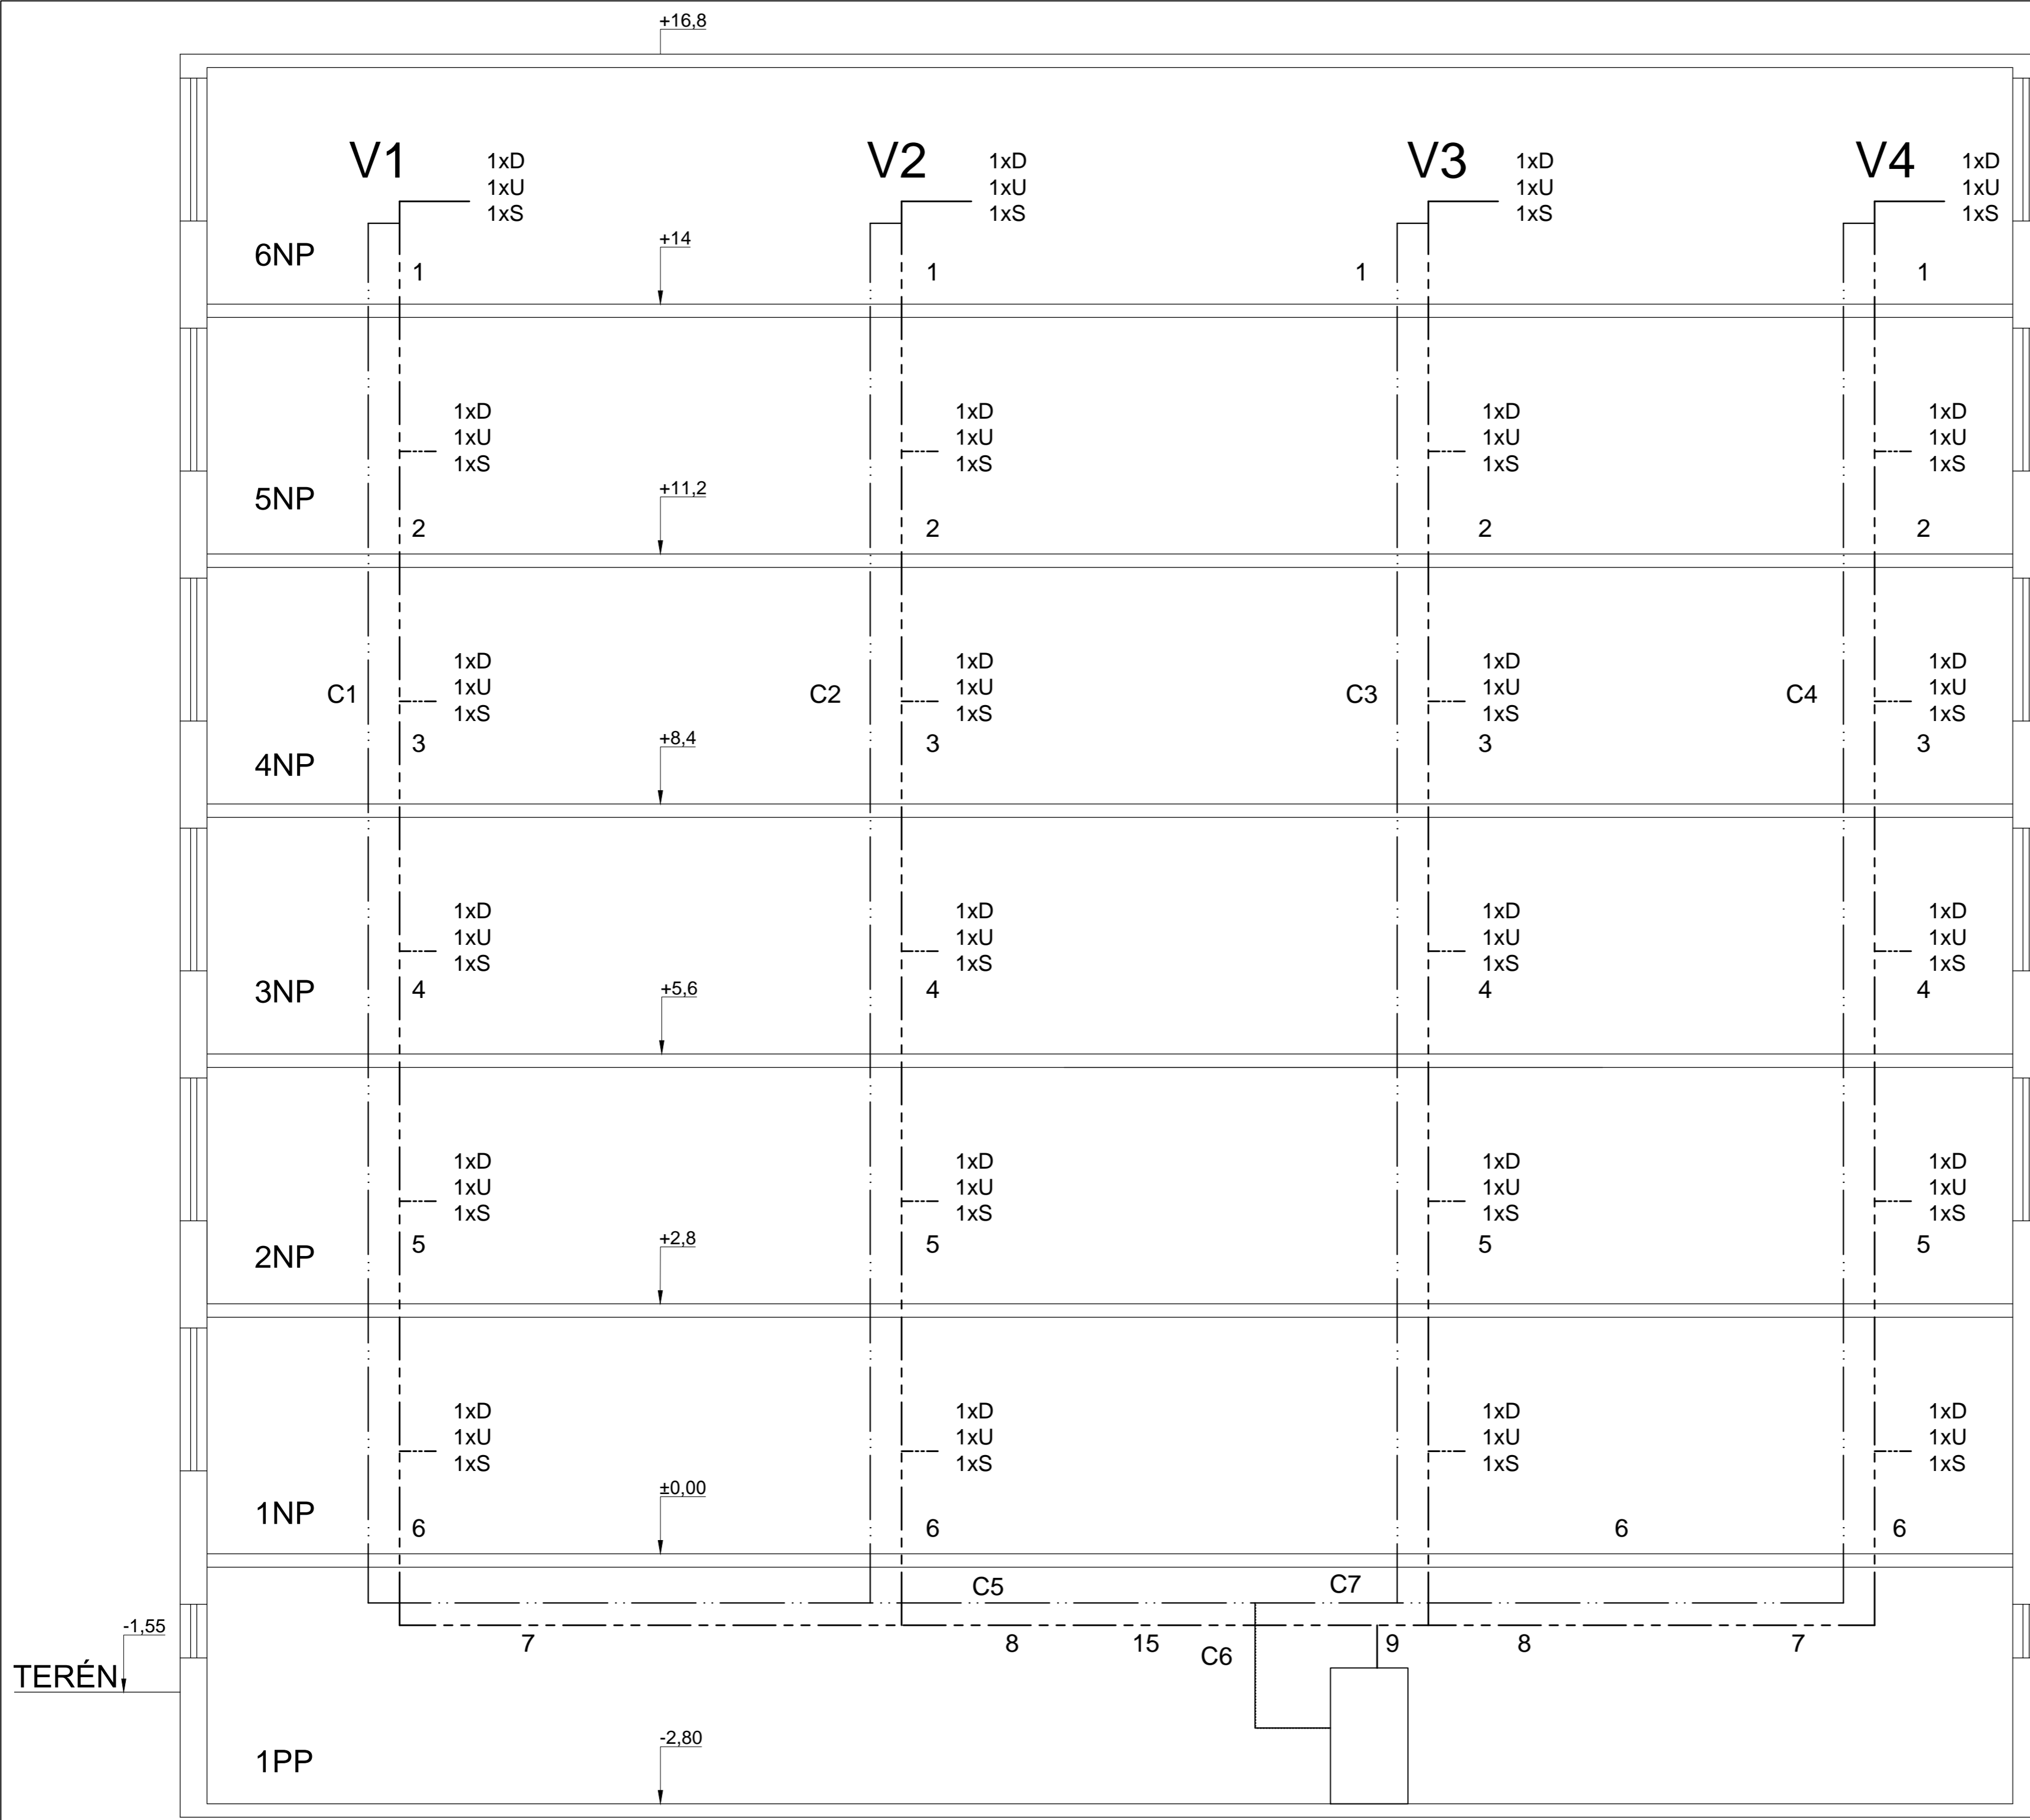 +16,8
V1 V2 V3 V4
1xD 1xD 1xD 1xD
1xU 1xU 1xU 1xU
1xS 1xS 1xS 1xS
6NP +14
1 1 1 1
1xD 1xD 1xD 1xD
1xU 1xU 1xU 1xU
1xS 1xS 1xS 1xS
5NP +11,2
2 2 2 2
1xD 1xD 1xD 1xD
C1 1xU C2 1xU C3 1xU C4 1xU
1xS 1xS 1xS 1xS
4NP 3 +8,4 3 3 3
1xD 1xD 1xD 1xD
1xU 1xU 1xU 1xU
1xS 1xS 1xS 1xS
3NP 4 +5,6 4 4 4
1xD 1xD 1xD 1xD
1xU 1xU 1xU 1xU
1xS 1xS 1xS 1xS
2NP 5 +2,8 5 5 5
1xD 1xD 1xD 1xD
1xU 1xU 1xU 1xU
1xS 1xS 1xS 1xS
±0,00
1NP 6 6 6 6
C5 C7
-1,55
7 8 15 C6 9 8 7
TERÉN
-2,80
1PP